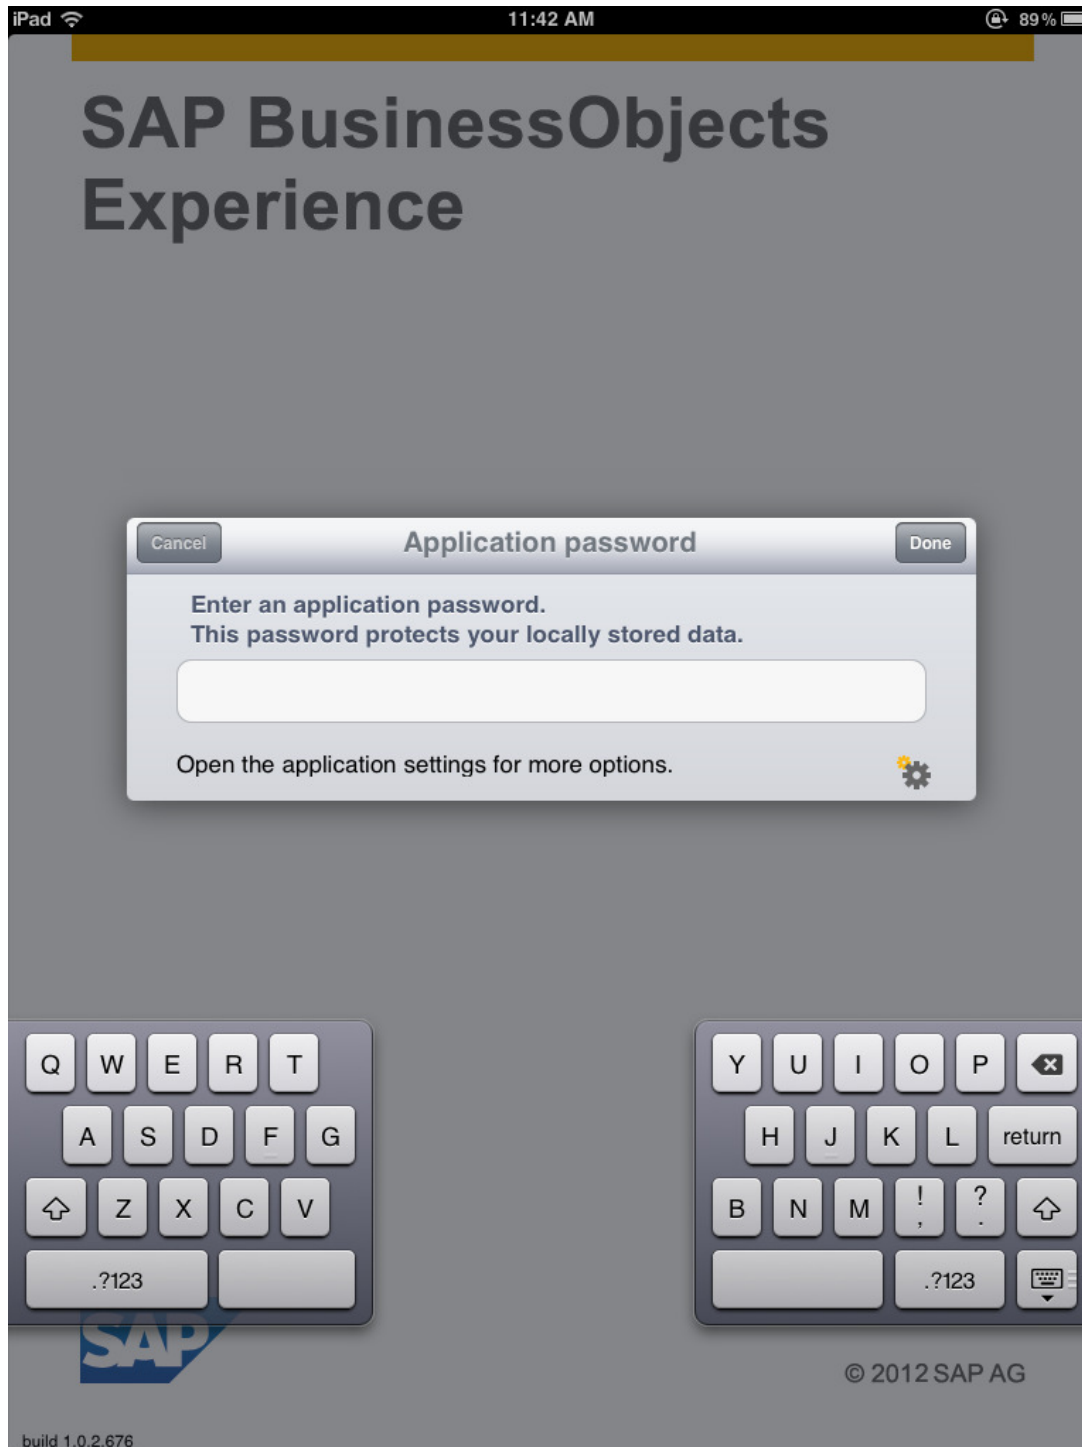 iPad 11:42 AM 89%
SAP BusinessObjects
Experience
Cancel Application password Done
Enter an application password.
This password protects your locally stored data.
Open the application settings for more options.
Q W E R T Y U I O P
A S D F G H J K L return
Z X C V B N M ! , ? .
.?123 .?123
SAP
© 2012 SAP AG
build 1.0.2.676